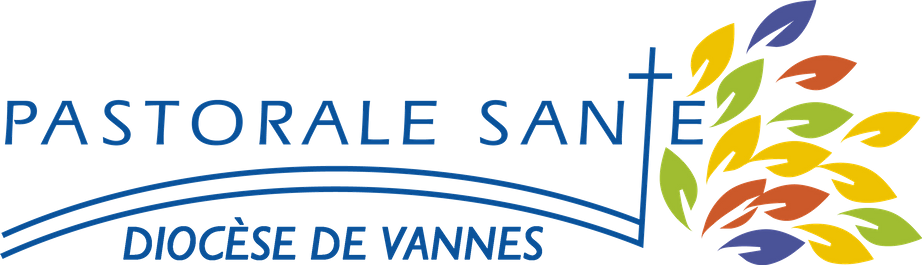 PASTORALE SANTE
DIOCÈSE DE VANNES